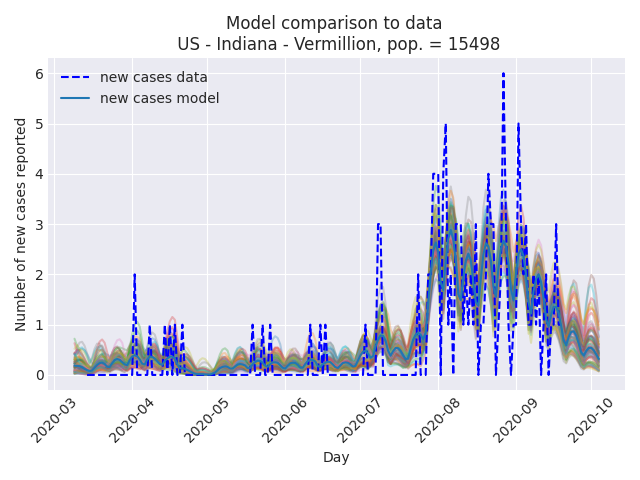 Model comparison to data
US - Indiana - Vermillion, pop. = 15498
new cases data
new cases model
Number of new cases reported
6
5
4
3
2
1
0
2020-03
2020-04
2020-05
2020-06
2020-07
2020-08
2020-09
2020-10
Day